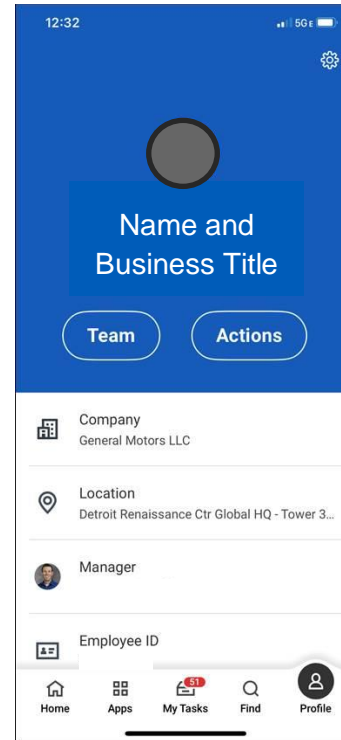 12:32
5G E
Name and
Business Title
Team
Actions
Company
General Motors LLC
Location
Detroit Renaissance Ctr Global HQ - Tower 3...
Manager
Employee ID
51
Home
Apps
My Tasks
Find
Profile